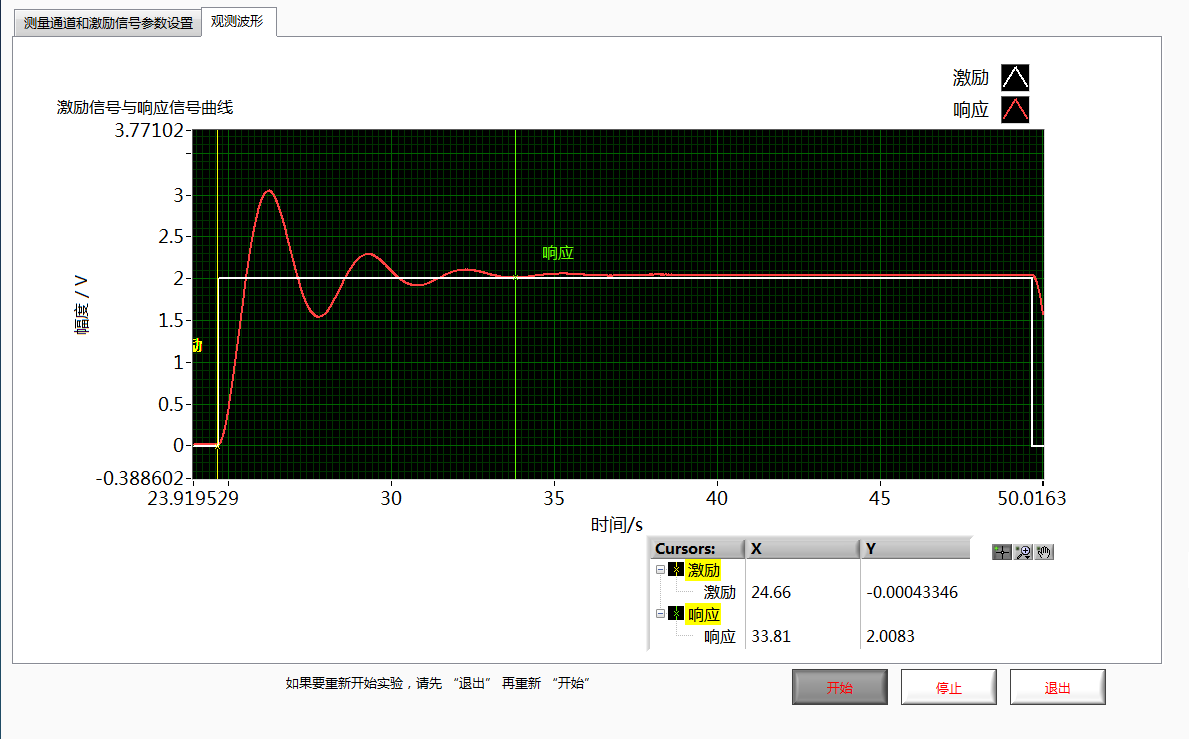 测量通道和激励信号参数设置 观测波形
激励
响应
激励信号与响应信号曲线
3.77102
3
2.5
2
1.5
1
0.5
0
-0.388602
幅度 / V
响应
23.919529 30 35 40 45 50.0163
时间/s
Cursors: X Y
激励
激励 24.66 -0.00043346
响应
响应 33.81 2.0083
如果要重新开始实验，请先 “退出” 再重新 “开始”
开始 停止 退出